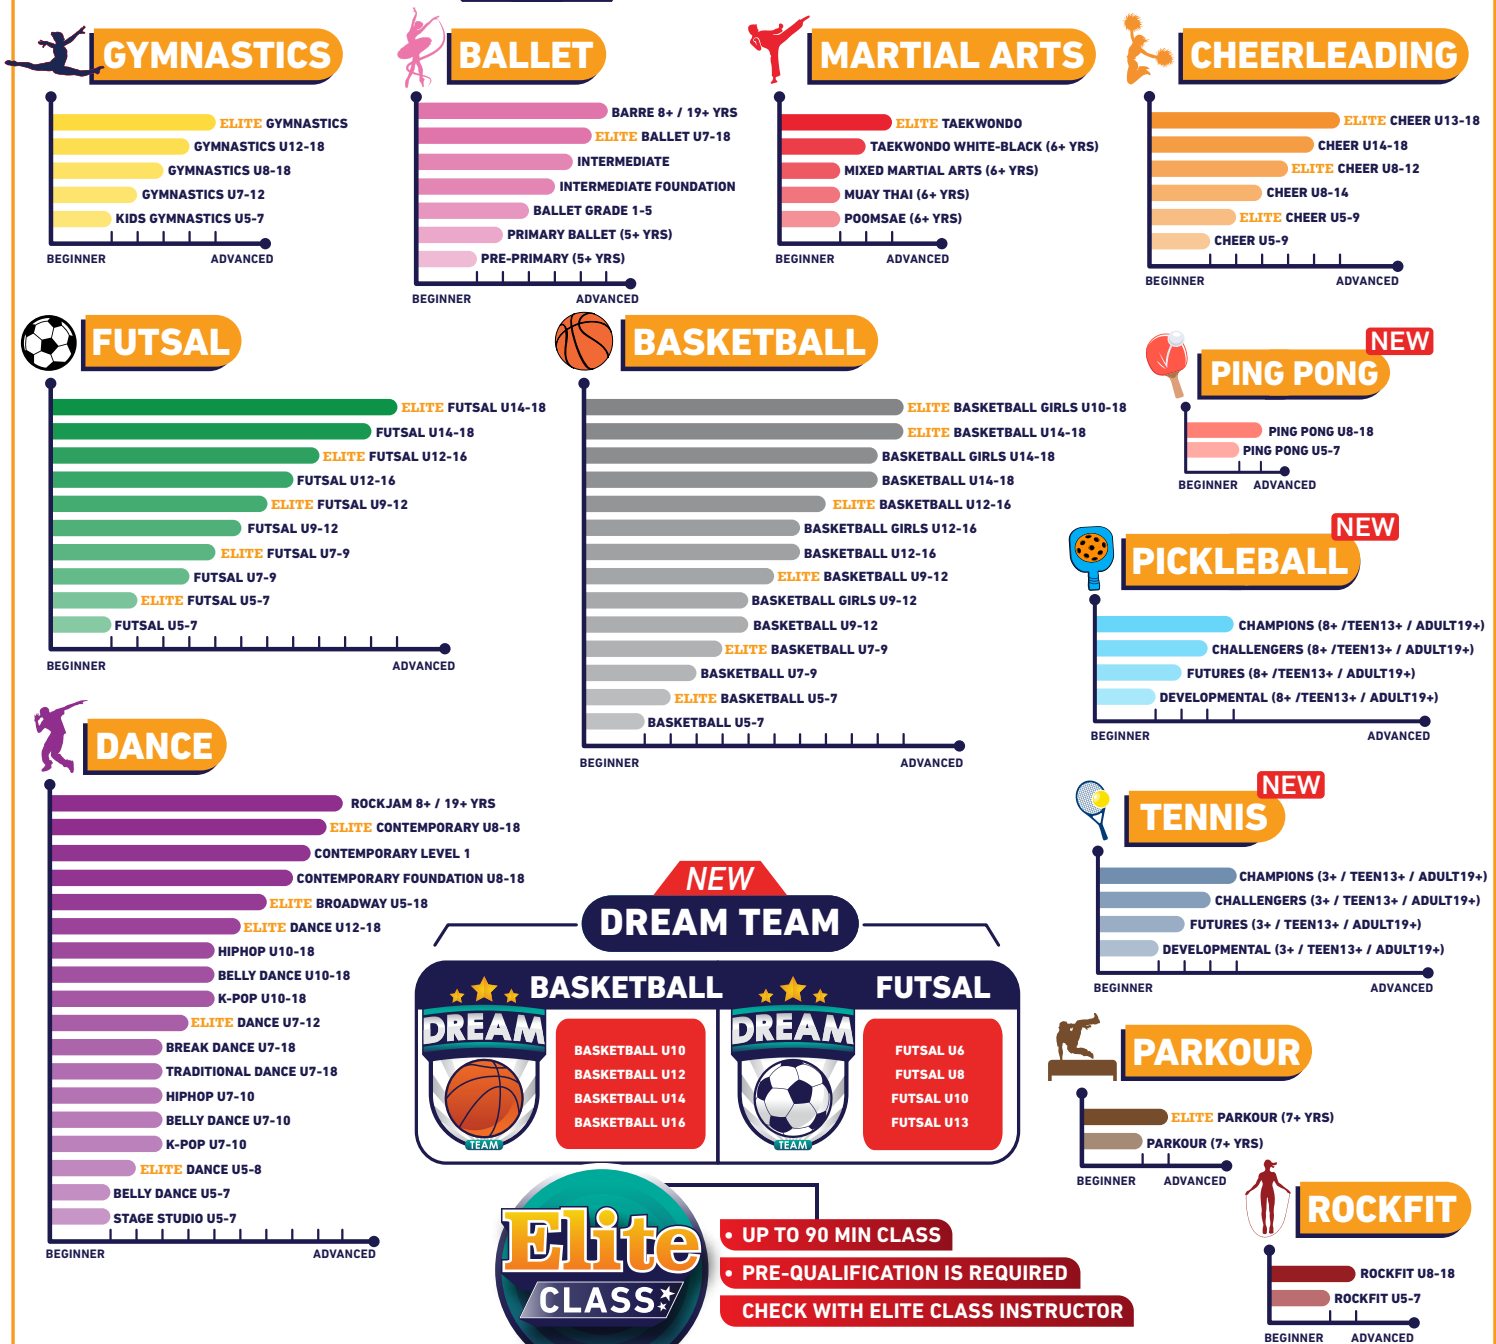 GYMNASTICS
ELITE GYMNASTICS
GYMNASTICS U12-18
GYMNASTICS U8-18
GYMNASTICS U7-12
KIDS GYMNASTICS U5-7
BEGINNER ADVANCED
BALLET
BARRE 8+ / 19+ YRS
ELITE BALLET U7-18
INTERMEDIATE
INTERMEDIATE FOUNDATION
BALLET GRADE 1-5
PRIMARY BALLET (5+ YRS)
PRE-PRIMARY (5+ YRS)
BEGINNER ADVANCED
MARTIAL ARTS
ELITE TAEKWONDO
TAEKWONDO WHITE-BLACK (6+ YRS)
MIXED MARTIAL ARTS (6+ YRS)
MUAY THAI (6+ YRS)
POOMSAE (6+ YRS)
BEGINNER ADVANCED
CHEERLEADING
ELITE CHEER U13-18
CHEER U14-18
ELITE CHEER U8-12
CHEER U8-14
ELITE CHEER U5-9
CHEER U5-9
BEGINNER ADVANCED
FUTSAL
ELITE FUTSAL U14-18
FUTSAL U14-18
ELITE FUTSAL U12-16
FUTSAL U12-16
ELITE FUTSAL U9-12
FUTSAL U9-12
ELITE FUTSAL U7-9
FUTSAL U7-9
ELITE FUTSAL U5-7
FUTSAL U5-7
BEGINNER ADVANCED
BASKETBALL
ELITE BASKETBALL GIRLS U10-18
ELITE BASKETBALL U14-18
BASKETBALL GIRLS U14-18
BASKETBALL U14-18
ELITE BASKETBALL U12-16
BASKETBALL GIRLS U12-16
BASKETBALL U12-16
ELITE BASKETBALL U9-12
BASKETBALL GIRLS U9-12
BASKETBALL U9-12
ELITE BASKETBALL U7-9
BASKETBALL U7-9
ELITE BASKETBALL U5-7
BASKETBALL U5-7
BEGINNER ADVANCED
NEW
PING PONG
PING PONG U8-18
PING PONG U5-7
BEGINNER ADVANCED
NEW
PICKLEBALL
CHAMPIONS (8+ /TEEN13+ / ADULT19+)
CHALLENGERS (8+ /TEEN13+ / ADULT19+)
FUTURES (8+ /TEEN13+ / ADULT19+)
DEVELOPMENTAL (8+ /TEEN13+ / ADULT19+)
BEGINNER ADVANCED
DANCE
ROCKJAM 8+ / 19+ YRS
ELITE CONTEMPORARY U8-18
CONTEMPORARY LEVEL 1
CONTEMPORARY FOUNDATION U8-18
ELITE BROADWAY U5-18
ELITE DANCE U12-18
HIPHOP U10-18
BELLY DANCE U10-18
K-POP U10-18
ELITE DANCE U7-12
BREAK DANCE U7-18
TRADITIONAL DANCE U7-18
HIPHOP U7-10
BELLY DANCE U7-10
K-POP U7-10
ELITE DANCE U5-8
BELLY DANCE U5-7
STAGE STUDIO U5-7
BEGINNER ADVANCED
NEW
TENNIS
CHAMPIONS (3+ / TEEN13+ / ADULT19+)
CHALLENGERS (3+ / TEEN13+ / ADULT19+)
FUTURES (3+ / TEEN13+ / ADULT19+)
DEVELOPMENTAL (3+ / TEEN13+ / ADULT19+)
BEGINNER ADVANCED
NEW
DREAM TEAM
BASKETBALL
DREAM
TEAM
BASKETBALL U10
BASKETBALL U12
BASKETBALL U14
BASKETBALL U16
FUTSAL
DREAM
TEAM
FUTSAL U6
FUTSAL U8
FUTSAL U10
FUTSAL U13
PARKOUR
ELITE PARKOUR (7+ YRS)
PARKOUR (7+ YRS)
BEGINNER ADVANCED
Elite
CLASS
• UP TO 90 MIN CLASS
• PRE-QUALIFICATION IS REQUIRED
CHECK WITH ELITE CLASS INSTRUCTOR
ROCKFIT
ROCKFIT U8-18
ROCKFIT U5-7
BEGINNER ADVANCED